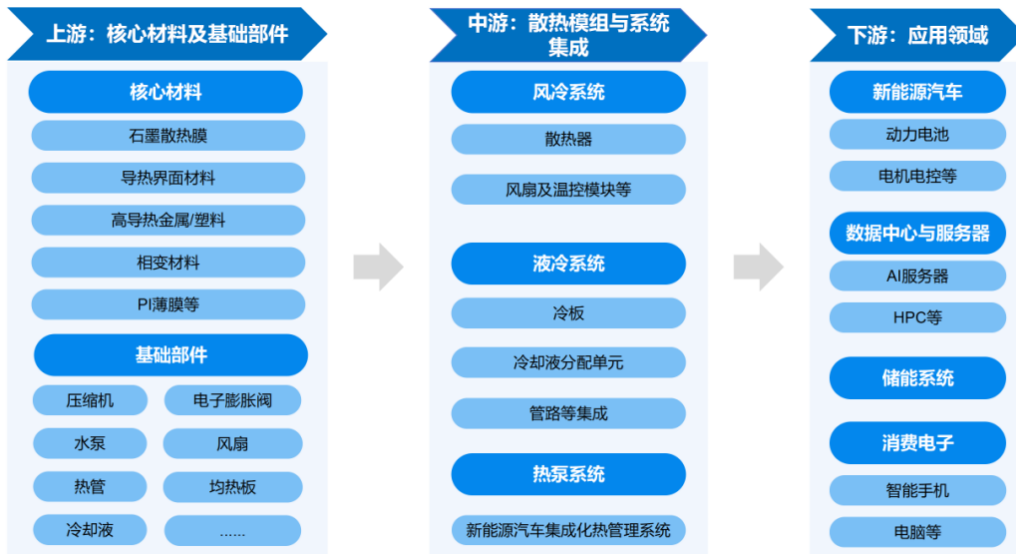 上游：核心材料及基础部件
核心材料
石墨散热膜
导热界面材料
高导热金属/塑料
相变材料
PI薄膜等
基础部件
压缩机
电子膨胀阀
水泵
风扇
热管
均热板
冷却液
......
中游：散热模组与系统
集成
风冷系统
散热器
风扇及温控模块等
液冷系统
冷板
冷却液分配单元
管路等集成
热泵系统
新能源汽车集成化热管理系统
下游：应用领域
新能源汽车
动力电池
电机电控等
数据中心与服务器
AI服务器
HPC等
储能系统
消费电子
智能手机
电脑等